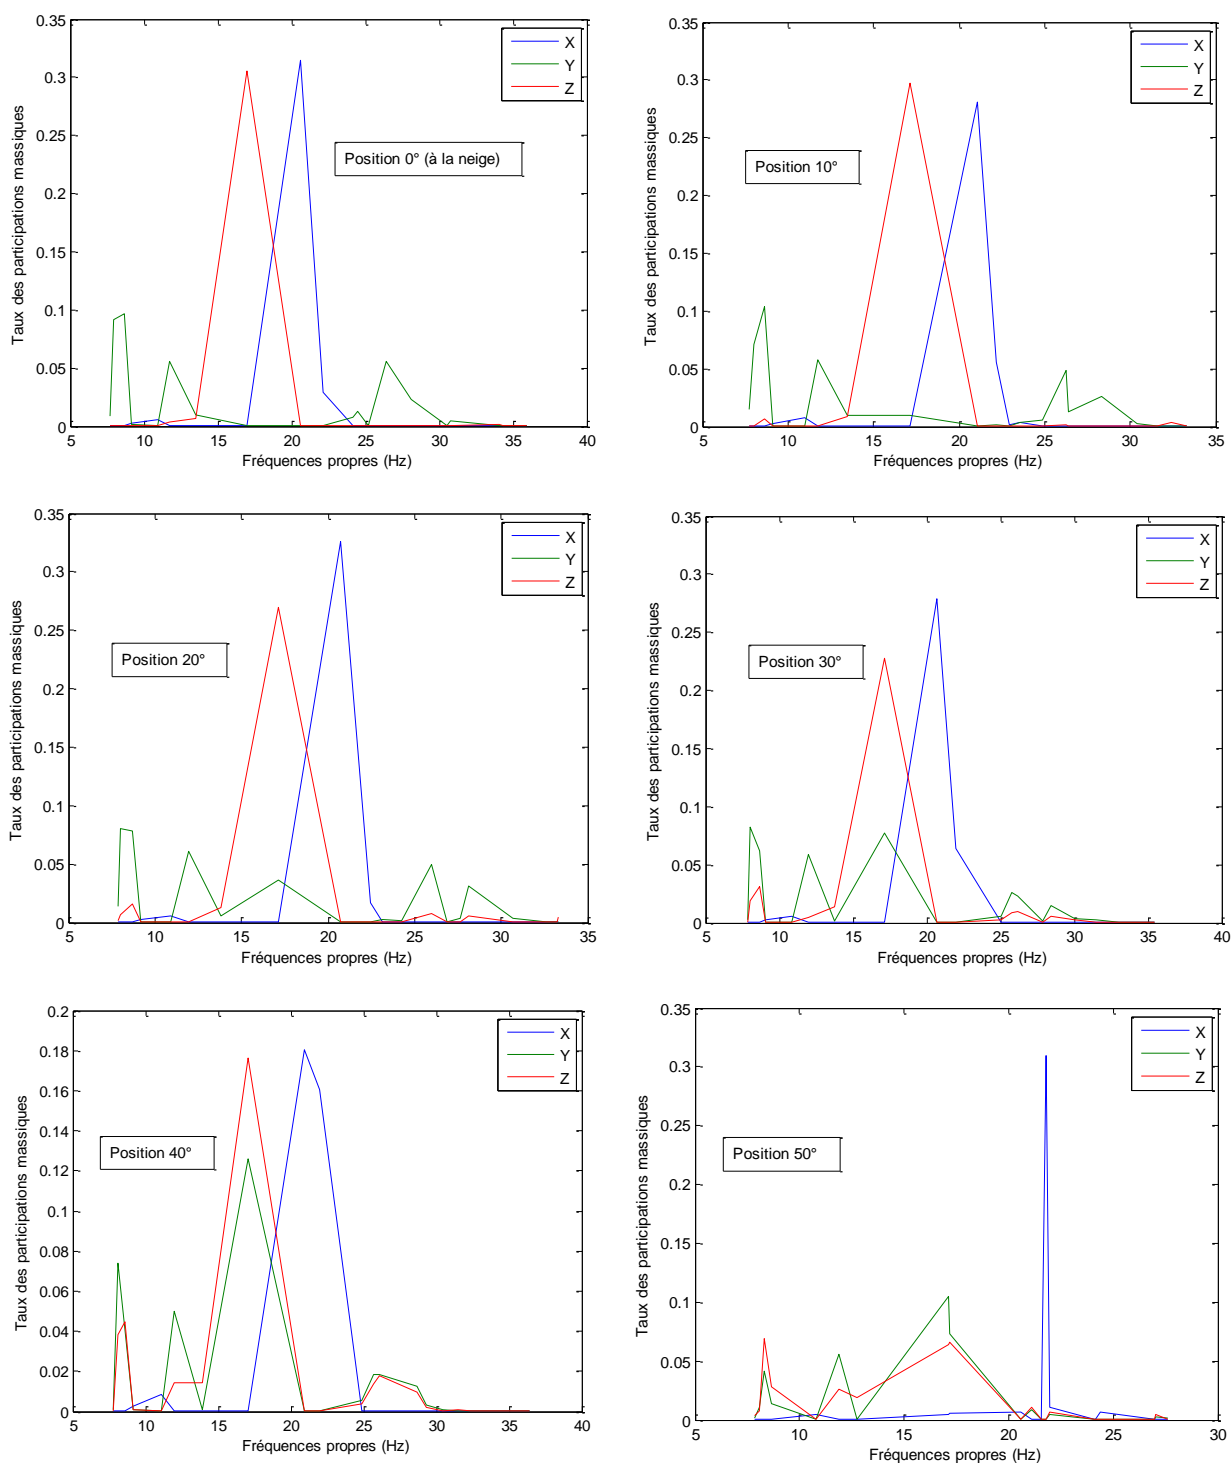 0.35
0.3
0.25
0.2
0.15
0.1
0.05
0
5
10
15
20
25
30
35
40
Taux des participations massiques
Fréquences propres (Hz)
X
Y
Z
Position 0° (à la neige)
0.35
0.3
0.25
0.2
0.15
0.1
0.05
0
5
10
15
20
25
30
35
Taux des participations massiques
Fréquences propres (Hz)
X
Y
Z
Position 10°
0.35
0.3
0.25
0.2
0.15
0.1
0.05
0
5
10
15
20
25
30
35
Taux des participations massiques
Fréquences propres (Hz)
X
Y
Z
Position 20°
0.35
0.3
0.25
0.2
0.15
0.1
0.05
0
5
10
15
20
25
30
35
40
Taux des participations massiques
Fréquences propres (Hz)
X
Y
Z
Position 30°
0.2
0.18
0.16
0.14
0.12
0.1
0.08
0.06
0.04
0.02
0
5
10
15
20
25
30
35
40
Taux des participations massiques
Fréquences propres (Hz)
X
Y
Z
Position 40°
0.35
0.3
0.25
0.2
0.15
0.1
0.05
0
5
10
15
20
25
30
Taux des participations massiques
Fréquences propres (Hz)
X
Y
Z
Position 50°